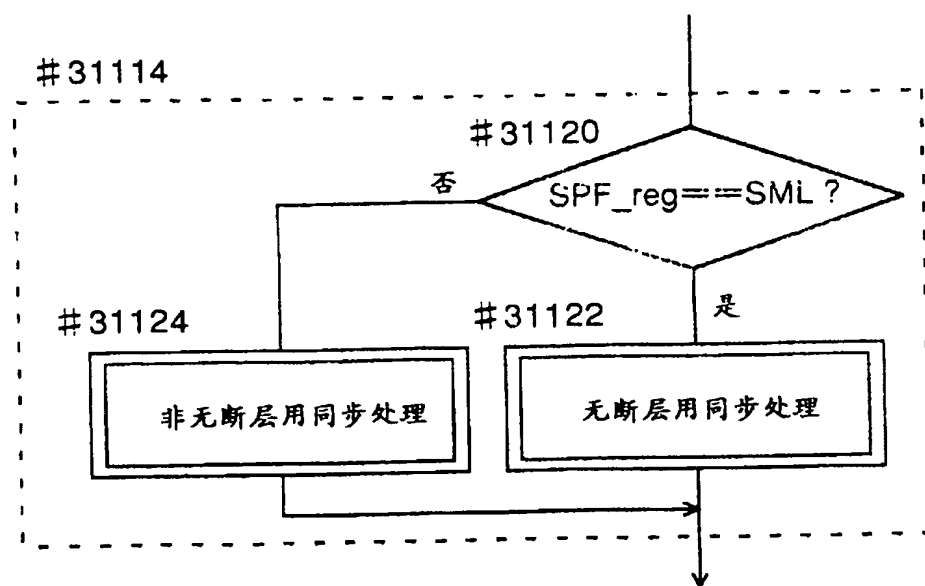 #31114
#31120
否
SPF_reg==SML?
是
#31124
#31122
非无断层用同步处理
无断层用同步处理